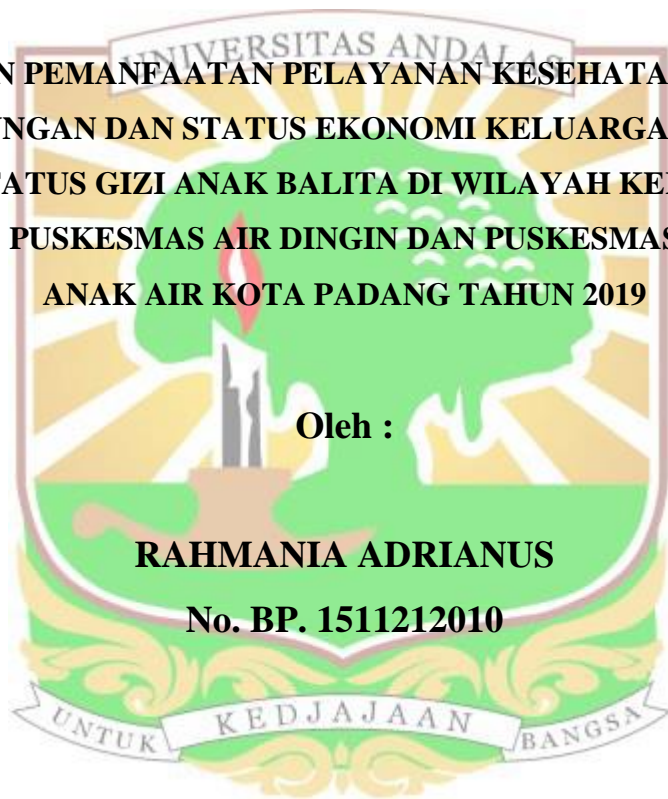 UNIVERSITAS ANDALAS
N PEMANFAATAN PELAYANAN KESEHATA
NGAN DAN STATUS EKONOMI KELUARGA
ATUS GIZI ANAK BALITA DI WILAYAH KE
PUSKESMAS AIR DINGIN DAN PUSKESMAS
ANAK AIR KOTA PADANG TAHUN 2019
Oleh :
RAHMANIA ADRIANUS
No. BP. 1511212010
UNTUK KEDJAJAAN BANGSA